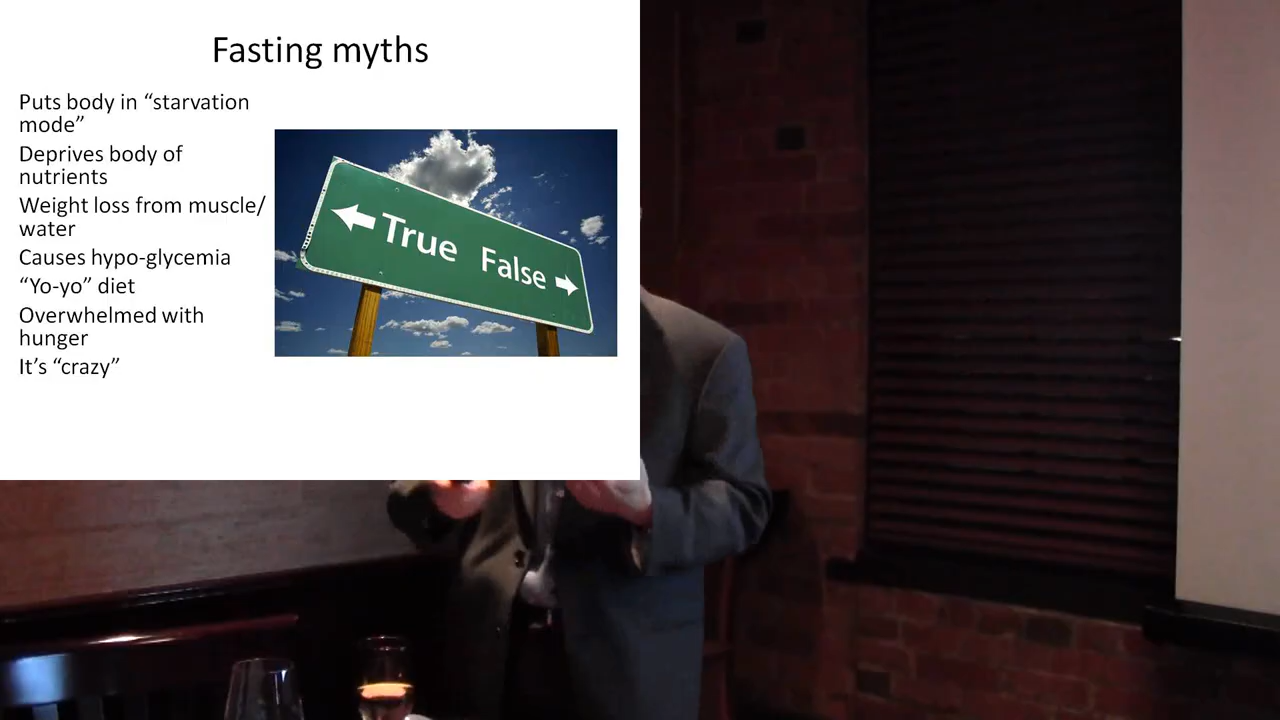 Fasting myths
Puts body in “starvation
mode”
Deprives body of
nutrients
Weight loss from muscle/
water
Causes hypo-glycemia
“Yo-yo” diet
Overwhelmed with
hunger
It’s “crazy”
True False